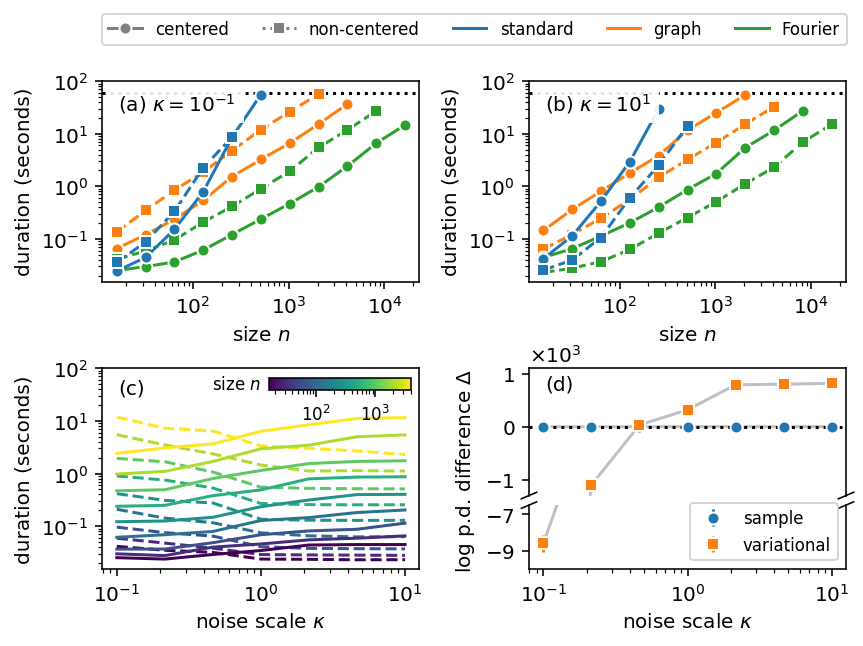 centered non-centered standard graph Fourier
(a) κ = 10⁻¹
duration (seconds)
10² 10¹ 10⁰ 10⁻¹
10² 10³ 10⁴
size n
(b) κ = 10¹
duration (seconds)
10² 10¹ 10⁰ 10⁻¹
10² 10³ 10⁴
size n
(c)
size n
10² 10³
duration (seconds)
10² 10¹ 10⁰ 10⁻¹
10⁻¹ 10⁰ 10¹
noise scale κ
×10³
(d)
log p.d. difference Δ
1 0 −1 −7 −9
sample
variational
10⁻¹ 10⁰ 10¹
noise scale κ